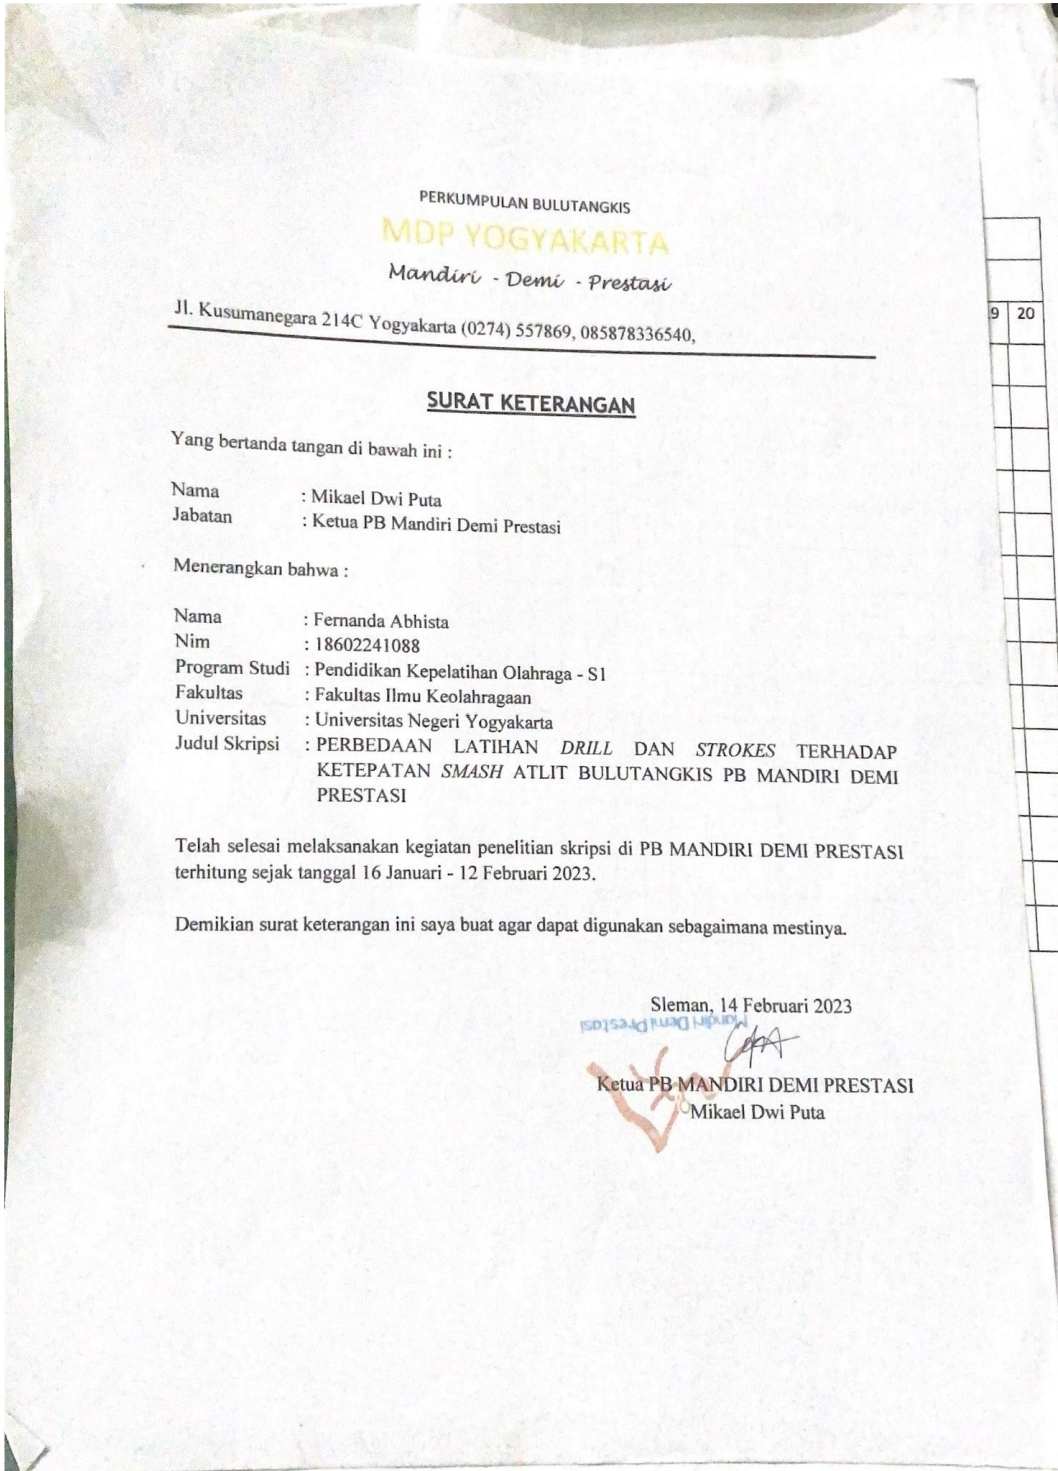 PERKUMPULAN BULUTANGKIS
MDP YOGYAKARTA
Mandiri - Demi - Prestasi
Jl. Kusumanegara 214C Yogyakarta (0274) 557869, 085878336540,
9 20
SURAT KETERANGAN
Yang bertanda tangan di bawah ini :
Nama : Mikael Dwi Puta
Jabatan : Ketua PB Mandiri Demi Prestasi
Menerangkan bahwa :
Nama : Fernanda Abhista
Nim : 18602241088
Program Studi : Pendidikan Kepelatihan Olahraga - S1
Fakultas : Fakultas Ilmu Keolahragaan
Universitas : Universitas Negeri Yogyakarta
Judul Skripsi : PERBEDAAN LATIHAN DRILL DAN STROKES TERHADAP
KETEPATAN SMASH ATLIT BULUTANGKIS PB MANDIRI DEMI
PRESTASI
Telah selesai melaksanakan kegiatan penelitian skripsi di PB MANDIRI DEMI PRESTASI
terhitung sejak tanggal 16 Januari - 12 Februari 2023.
Demikian surat keterangan ini saya buat agar dapat digunakan sebagaimana mestinya.
Sleman, 14 Februari 2023
Mandiri Demi Prestasi
Ketua PB MANDIRI DEMI PRESTASI
Mikael Dwi Puta